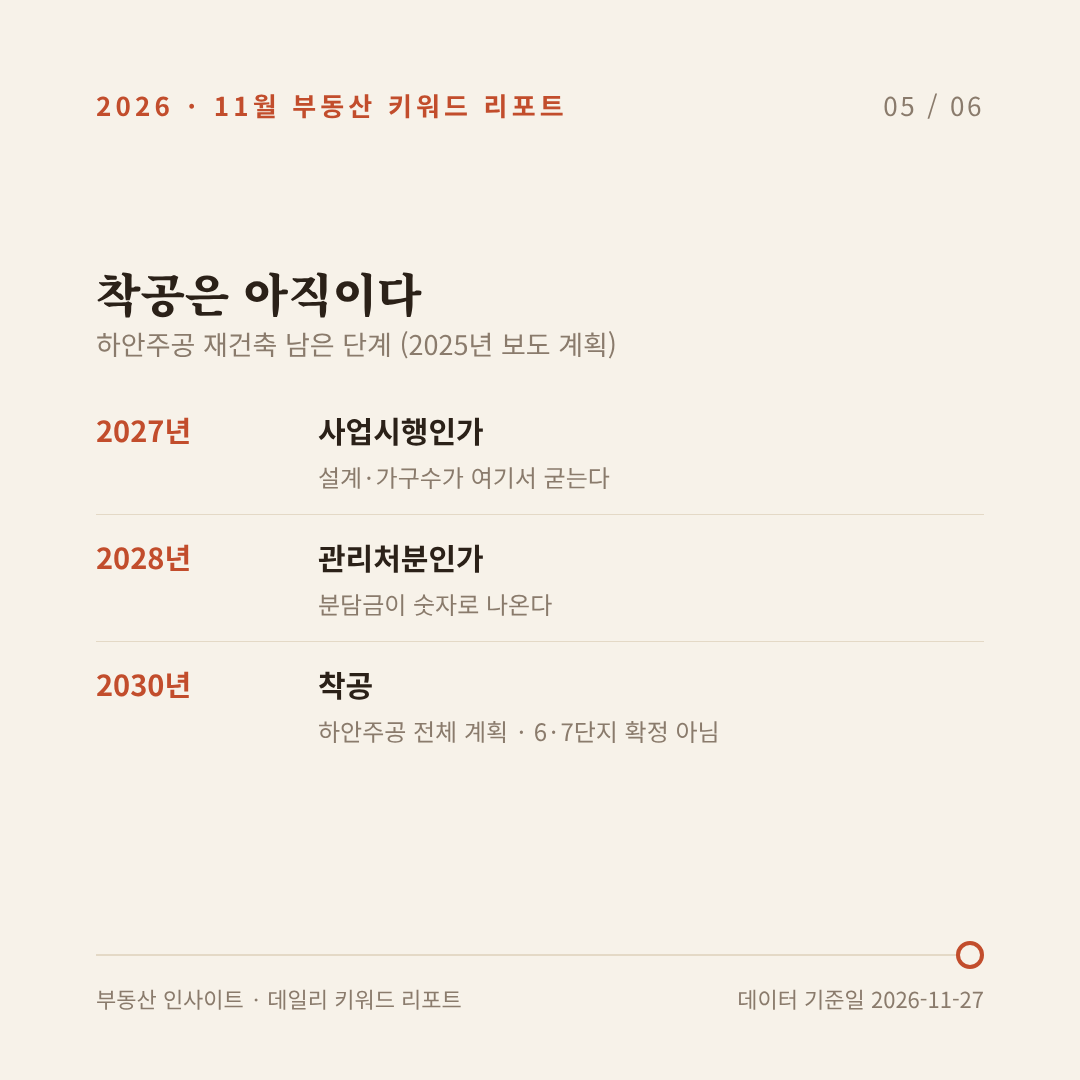 2026 · 11월 부동산 키워드 리포트
05 / 06
착공은 아직이다
하안주공 재건축 남은 단계 (2025년 보도 계획)
2027년
사업시행인가
설계·가구수가 여기서 굳는다
2028년
관리처분인가
분담금이 숫자로 나온다
2030년
착공
하안주공 전체 계획 · 6·7단지 확정 아님
부동산 인사이트 · 데일리 키워드 리포트
데이터 기준일 2026-11-27